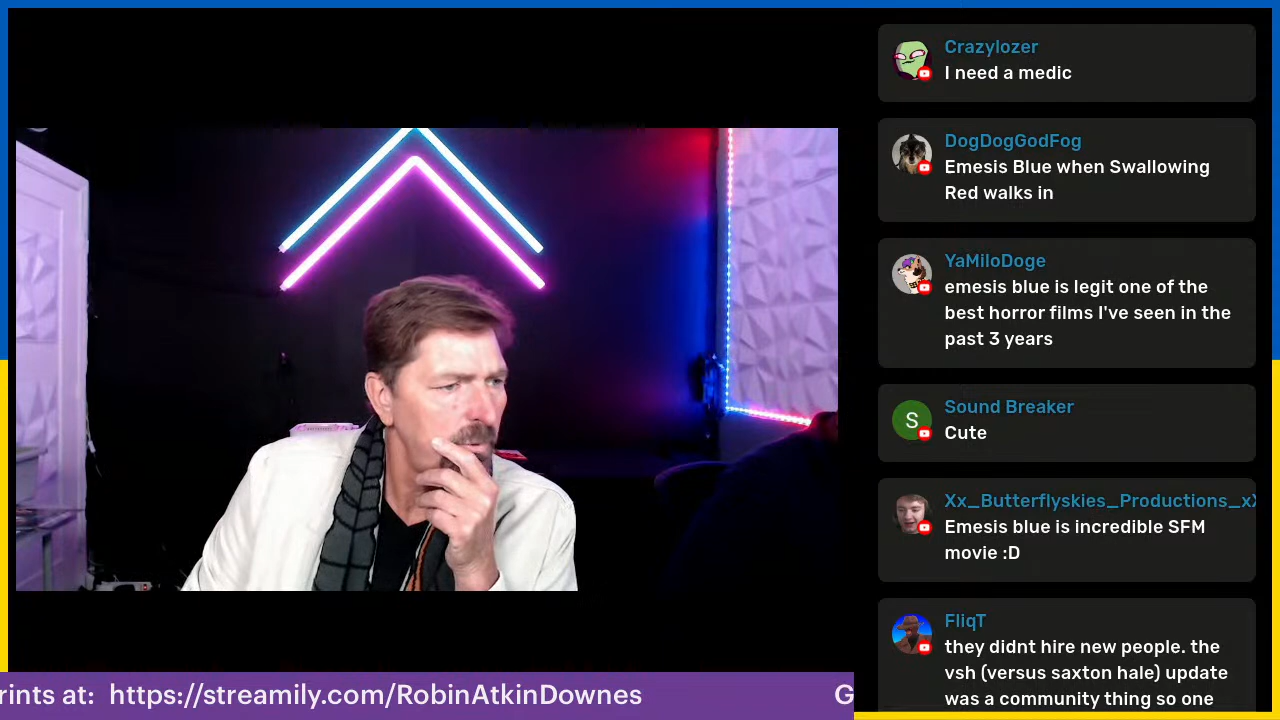 Crazylozer
I need a medic
DogDogGodFog
Emesis Blue when Swallowing
Red walks in
YaMiloDoge
emesis blue is legit one of the
best horror films I've seen in the
past 3 years
S
Sound Breaker
Cute
Xx_Butterflyskies_Productions_xX
Emesis blue is incredible SFM
movie :D
FliqT
they didnt hire new people. the
vsh (versus saxton hale) update
was a community thing so one
rints at: https://streamily.com/RobinAtkinDownes G